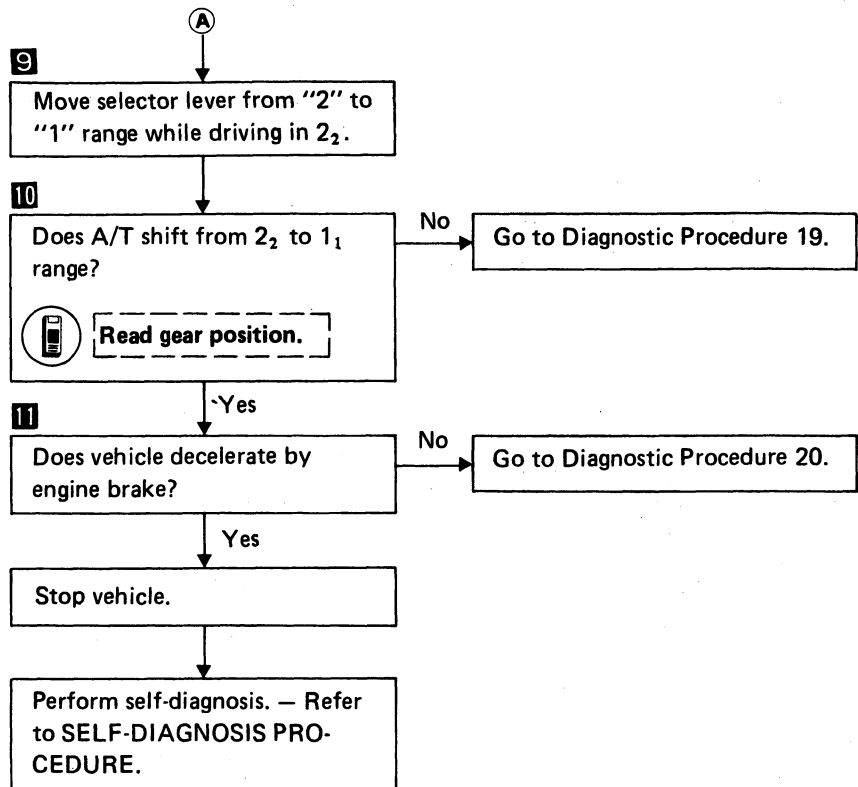 A
9
Move selector lever from “2” to
“1” range while driving in 2₂.
10
Does A/T shift from 2₂ to 1₁
range?
No
Go to Diagnostic Procedure 19.
Read gear position.
Yes
11
Does vehicle decelerate by
engine brake?
No
Go to Diagnostic Procedure 20.
Yes
Stop vehicle.
Perform self-diagnosis. — Refer
to SELF-DIAGNOSIS PRO-
CEDURE.